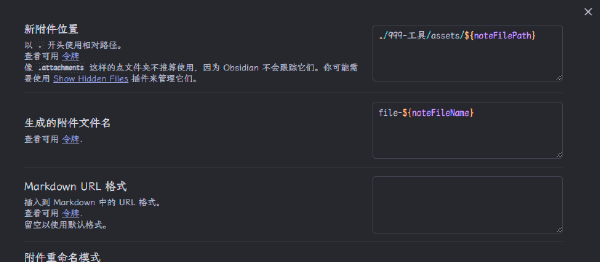 新附件位置
以 . 开头使用相对路径。
查看可用 令牌
像 .attachments 这样的点文件夹不推荐使用，因为 Obsidian 不会跟踪它们。你可能需
要使用 Show Hidden Files 插件来管理它们。
./999-工具/assets/${noteFilePath}
生成的附件文件名
查看可用 令牌.
file-${noteFileName}
Markdown URL 格式
插入到 Markdown 中的 URL 格式。
查看可用 令牌.
留空以使用默认格式。
附件重命名模式